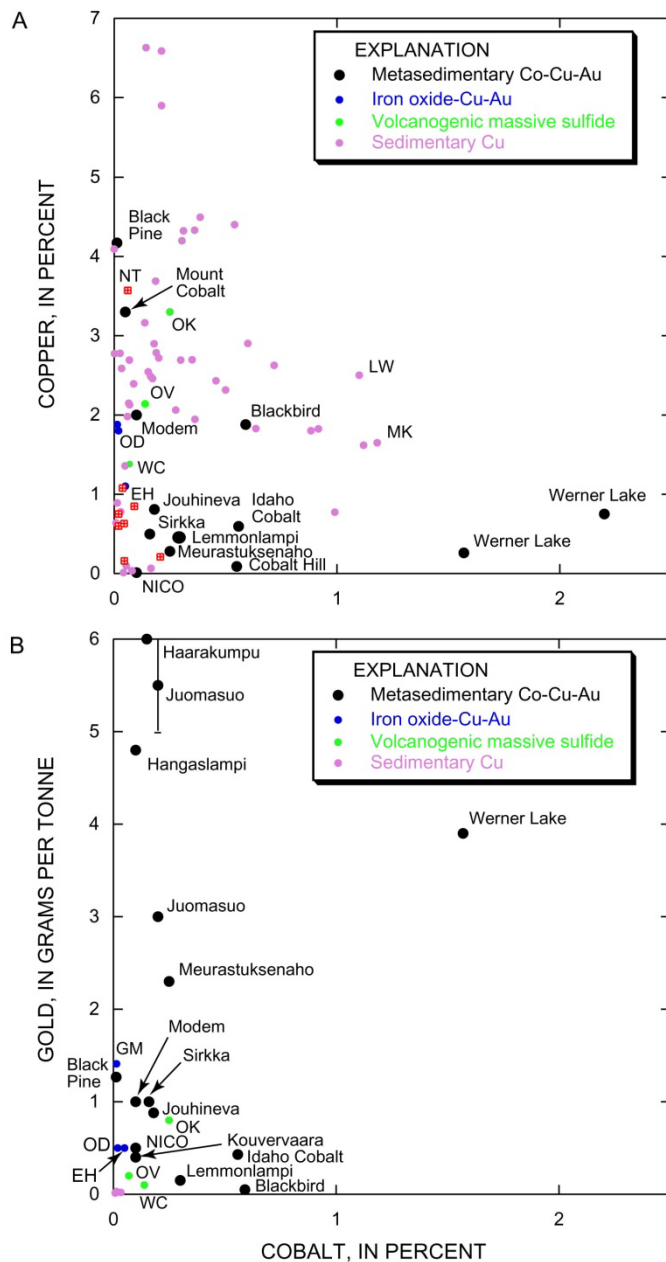 A
7
6
5
4
3
2
1
0
COPPER, IN PERCENT
EXPLANATION
Metasedimentary Co-Cu-Au
Iron oxide-Cu-Au
Volcanogenic massive sulfide
Sedimentary Cu
Black
Pine
NT
Mount
Cobalt
OK
LW
OV
Modem
Blackbird
MK
OD
WC
EH
Jouhineva
Idaho
Cobalt
Werner Lake
Sirkka
Lemmonlampi
Meurastuksenaho
Werner Lake
Cobalt Hill
NICO
0
1
2
B
6
5
4
3
2
1
0
GOLD, IN GRAMS PER TONNE
EXPLANATION
Metasedimentary Co-Cu-Au
Iron oxide-Cu-Au
Volcanogenic massive sulfide
Sedimentary Cu
Haarakumpu
Juomasuo
Hangaslampi
Werner Lake
Juomasuo
Meurastuksenaho
Modem
GM
Sirkka
Black
Pine
Jouhineva
OK
OD
NICO
Kouvervaara
Idaho Cobalt
EH
OV
Lemmonlampi
Blackbird
WC
0
1
2
COBALT, IN PERCENT